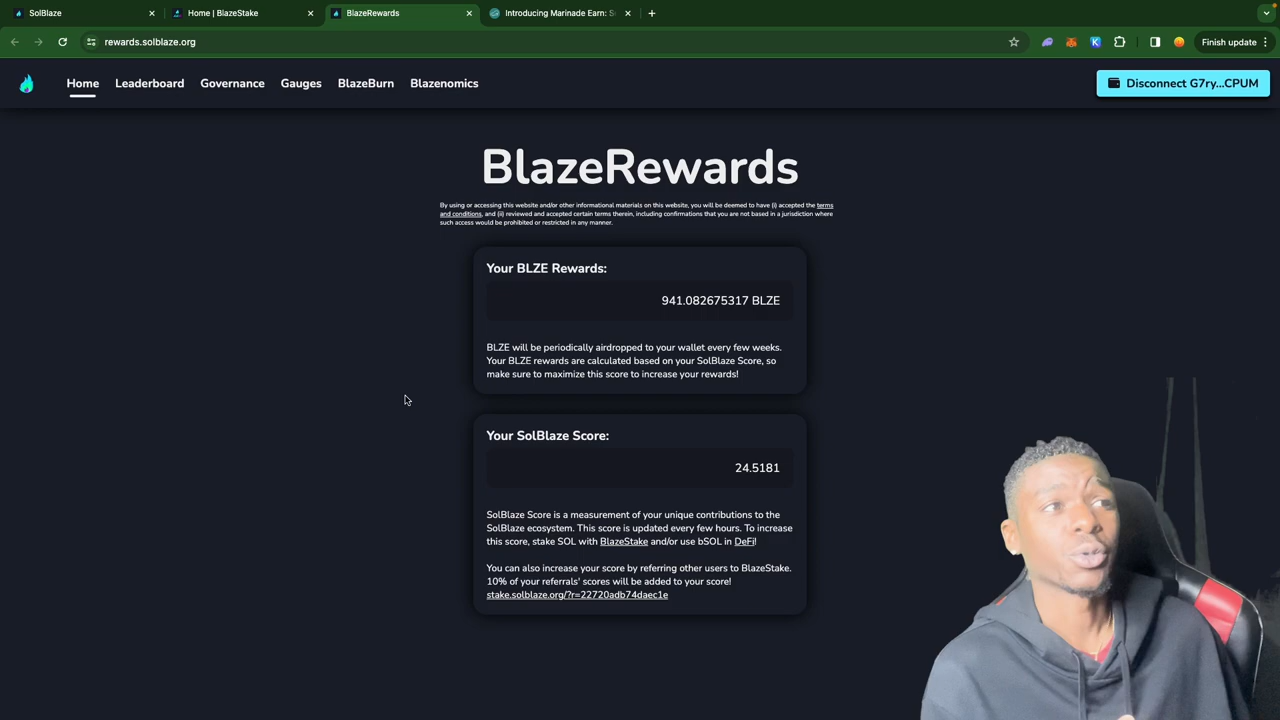 SolBlaze
Home | BlazeStake
BlazeRewards
Introducing Marinade Earn: S
rewards.solblaze.org
Finish update
Home
Leaderboard
Governance
Gauges
BlazeBurn
Blazenomics
Disconnect G7ry...CPUM
BlazeRewards
By using or accessing this website and/or other informational materials on this website, you will be deemed to have (i) accepted the terms
and conditions, and (ii) reviewed and accepted certain terms therein, including confirmations that you are not based in a jurisdiction where
such access would be prohibited or restricted in any manner.
Your BLZE Rewards:
941.082675317 BLZE
BLZE will be periodically airdropped to your wallet every few weeks.
Your BLZE rewards are calculated based on your SolBlaze Score, so
make sure to maximize this score to increase your rewards!
Your SolBlaze Score:
24.5181
SolBlaze Score is a measurement of your unique contributions to the
SolBlaze ecosystem. This score is updated every few hours. To increase
this score, stake SOL with BlazeStake and/or use bSOL in DeFi!
You can also increase your score by referring other users to BlazeStake.
10% of your referrals' scores will be added to your score!
stake.solblaze.org/?r=22720adb74daec1e